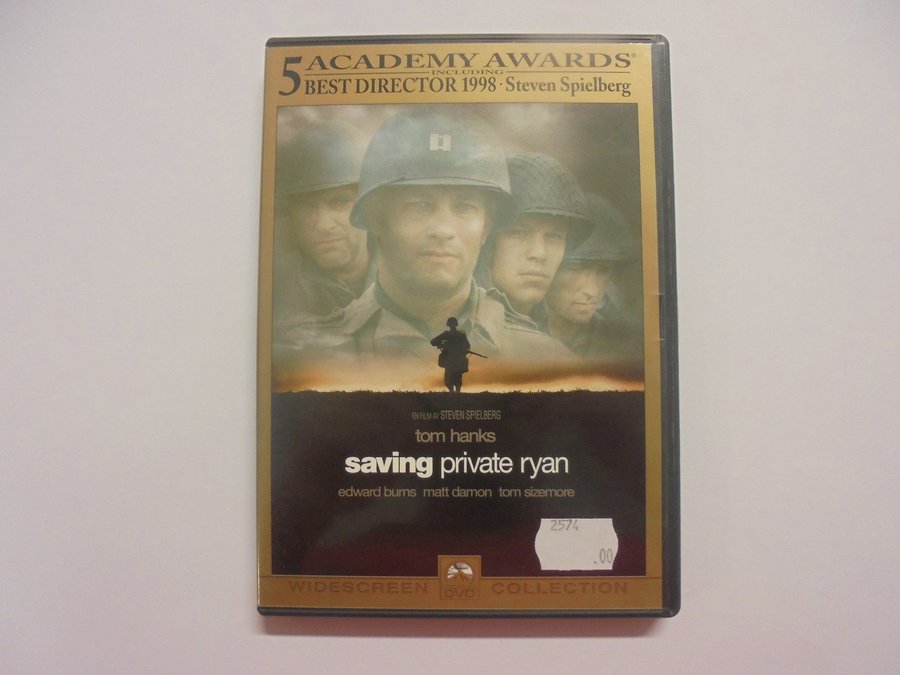 5 ACADEMY AWARDS®
INCLUDING
BEST DIRECTOR 1998 · Steven Spielberg
EN FILM AV STEVEN SPIELBERG
tom hanks
saving private ryan
edward burns matt damon tom sizemore
2574
.00
WIDESCREEN DVD COLLECTION